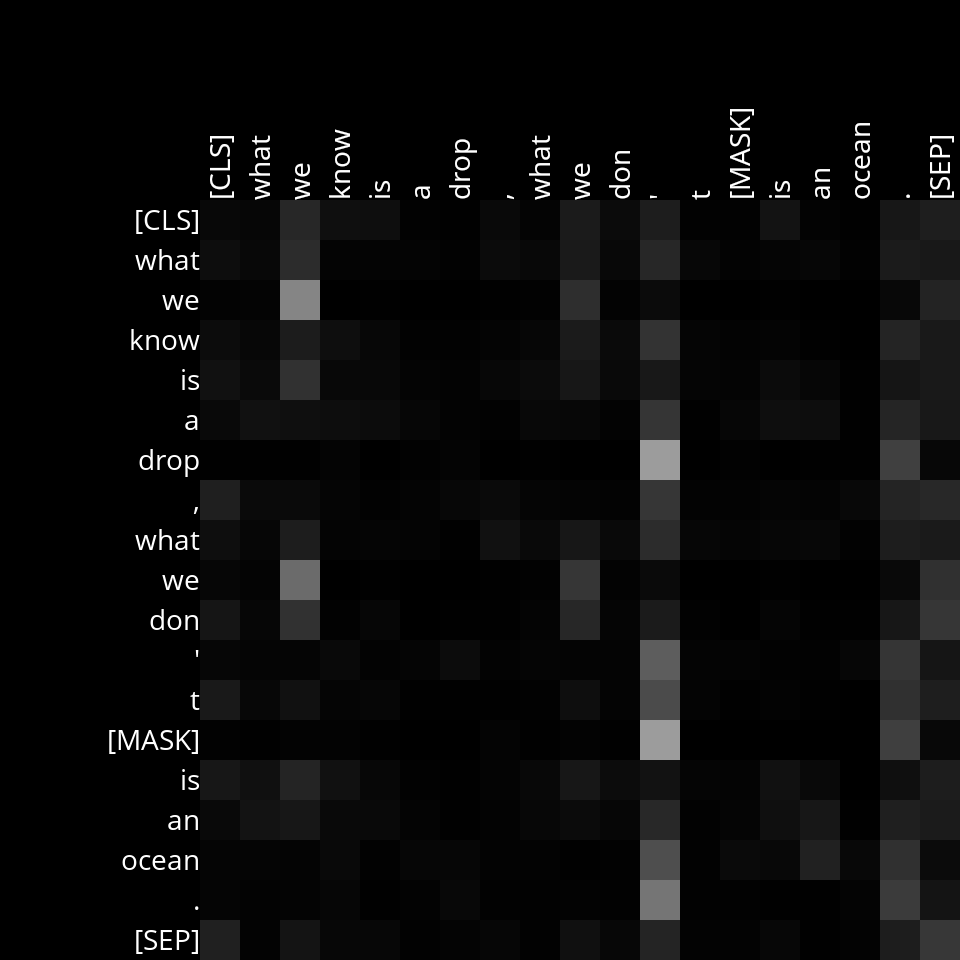 [CLS] what we know is a drop , what we don ' t [MASK] is an ocean . [SEP]
[CLS]
what
we
know
is
a
drop
,
what
we
don
'
t
[MASK]
is
an
ocean
.
[SEP]